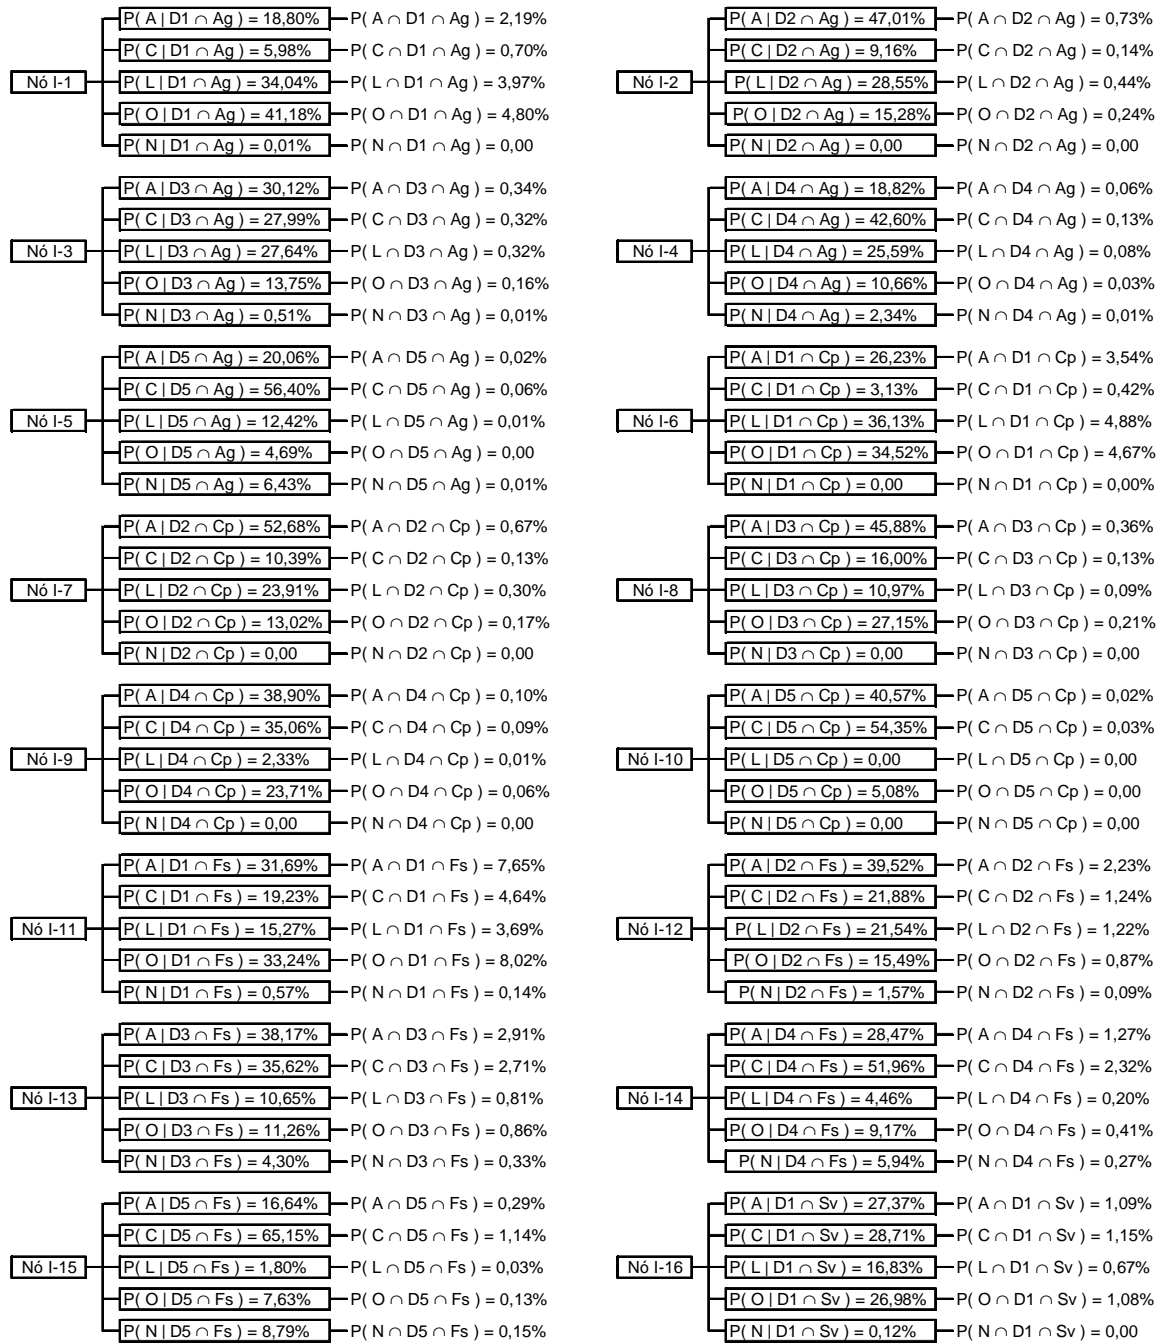 P( A | D1 ∩ Ag ) = 18,80% P( A ∩ D1 ∩ Ag ) = 2,19%
P( C | D1 ∩ Ag ) = 5,98% P( C ∩ D1 ∩ Ag ) = 0,70%
Nó I-1 P( L | D1 ∩ Ag ) = 34,04% P( L ∩ D1 ∩ Ag ) = 3,97%
P( O | D1 ∩ Ag ) = 41,18% P( O ∩ D1 ∩ Ag ) = 4,80%
P( N | D1 ∩ Ag ) = 0,01% P( N ∩ D1 ∩ Ag ) = 0,00
P( A | D2 ∩ Ag ) = 47,01% P( A ∩ D2 ∩ Ag ) = 0,73%
P( C | D2 ∩ Ag ) = 9,16% P( C ∩ D2 ∩ Ag ) = 0,14%
Nó I-2 P( L | D2 ∩ Ag ) = 28,55% P( L ∩ D2 ∩ Ag ) = 0,44%
P( O | D2 ∩ Ag ) = 15,28% P( O ∩ D2 ∩ Ag ) = 0,24%
P( N | D2 ∩ Ag ) = 0,00 P( N ∩ D2 ∩ Ag ) = 0,00
P( A | D3 ∩ Ag ) = 30,12% P( A ∩ D3 ∩ Ag ) = 0,34%
P( C | D3 ∩ Ag ) = 27,99% P( C ∩ D3 ∩ Ag ) = 0,32%
Nó I-3 P( L | D3 ∩ Ag ) = 27,64% P( L ∩ D3 ∩ Ag ) = 0,32%
P( O | D3 ∩ Ag ) = 13,75% P( O ∩ D3 ∩ Ag ) = 0,16%
P( N | D3 ∩ Ag ) = 0,51% P( N ∩ D3 ∩ Ag ) = 0,01%
P( A | D4 ∩ Ag ) = 18,82% P( A ∩ D4 ∩ Ag ) = 0,06%
P( C | D4 ∩ Ag ) = 42,60% P( C ∩ D4 ∩ Ag ) = 0,13%
Nó I-4 P( L | D4 ∩ Ag ) = 25,59% P( L ∩ D4 ∩ Ag ) = 0,08%
P( O | D4 ∩ Ag ) = 10,66% P( O ∩ D4 ∩ Ag ) = 0,03%
P( N | D4 ∩ Ag ) = 2,34% P( N ∩ D4 ∩ Ag ) = 0,01%
P( A | D5 ∩ Ag ) = 20,06% P( A ∩ D5 ∩ Ag ) = 0,02%
P( C | D5 ∩ Ag ) = 56,40% P( C ∩ D5 ∩ Ag ) = 0,06%
Nó I-5 P( L | D5 ∩ Ag ) = 12,42% P( L ∩ D5 ∩ Ag ) = 0,01%
P( O | D5 ∩ Ag ) = 4,69% P( O ∩ D5 ∩ Ag ) = 0,00
P( N | D5 ∩ Ag ) = 6,43% P( N ∩ D5 ∩ Ag ) = 0,01%
P( A | D1 ∩ Cp ) = 26,23% P( A ∩ D1 ∩ Cp ) = 3,54%
P( C | D1 ∩ Cp ) = 3,13% P( C ∩ D1 ∩ Cp ) = 0,42%
Nó I-6 P( L | D1 ∩ Cp ) = 36,13% P( L ∩ D1 ∩ Cp ) = 4,88%
P( O | D1 ∩ Cp ) = 34,52% P( O ∩ D1 ∩ Cp ) = 4,67%
P( N | D1 ∩ Cp ) = 0,00 P( N ∩ D1 ∩ Cp ) = 0,00%
P( A | D2 ∩ Cp ) = 52,68% P( A ∩ D2 ∩ Cp ) = 0,67%
P( C | D2 ∩ Cp ) = 10,39% P( C ∩ D2 ∩ Cp ) = 0,13%
Nó I-7 P( L | D2 ∩ Cp ) = 23,91% P( L ∩ D2 ∩ Cp ) = 0,30%
P( O | D2 ∩ Cp ) = 13,02% P( O ∩ D2 ∩ Cp ) = 0,17%
P( N | D2 ∩ Cp ) = 0,00 P( N ∩ D2 ∩ Cp ) = 0,00
P( A | D3 ∩ Cp ) = 45,88% P( A ∩ D3 ∩ Cp ) = 0,36%
P( C | D3 ∩ Cp ) = 16,00% P( C ∩ D3 ∩ Cp ) = 0,13%
Nó I-8 P( L | D3 ∩ Cp ) = 10,97% P( L ∩ D3 ∩ Cp ) = 0,09%
P( O | D3 ∩ Cp ) = 27,15% P( O ∩ D3 ∩ Cp ) = 0,21%
P( N | D3 ∩ Cp ) = 0,00 P( N ∩ D3 ∩ Cp ) = 0,00
P( A | D4 ∩ Cp ) = 38,90% P( A ∩ D4 ∩ Cp ) = 0,10%
P( C | D4 ∩ Cp ) = 35,06% P( C ∩ D4 ∩ Cp ) = 0,09%
Nó I-9 P( L | D4 ∩ Cp ) = 2,33% P( L ∩ D4 ∩ Cp ) = 0,01%
P( O | D4 ∩ Cp ) = 23,71% P( O ∩ D4 ∩ Cp ) = 0,06%
P( N | D4 ∩ Cp ) = 0,00 P( N ∩ D4 ∩ Cp ) = 0,00
P( A | D5 ∩ Cp ) = 40,57% P( A ∩ D5 ∩ Cp ) = 0,02%
P( C | D5 ∩ Cp ) = 54,35% P( C ∩ D5 ∩ Cp ) = 0,03%
Nó I-10 P( L | D5 ∩ Cp ) = 0,00 P( L ∩ D5 ∩ Cp ) = 0,00
P( O | D5 ∩ Cp ) = 5,08% P( O ∩ D5 ∩ Cp ) = 0,00
P( N | D5 ∩ Cp ) = 0,00 P( N ∩ D5 ∩ Cp ) = 0,00
P( A | D1 ∩ Fs ) = 31,69% P( A ∩ D1 ∩ Fs ) = 7,65%
P( C | D1 ∩ Fs ) = 19,23% P( C ∩ D1 ∩ Fs ) = 4,64%
Nó I-11 P( L | D1 ∩ Fs ) = 15,27% P( L ∩ D1 ∩ Fs ) = 3,69%
P( O | D1 ∩ Fs ) = 33,24% P( O ∩ D1 ∩ Fs ) = 8,02%
P( N | D1 ∩ Fs ) = 0,57% P( N ∩ D1 ∩ Fs ) = 0,14%
P( A | D2 ∩ Fs ) = 39,52% P( A ∩ D2 ∩ Fs ) = 2,23%
P( C | D2 ∩ Fs ) = 21,88% P( C ∩ D2 ∩ Fs ) = 1,24%
Nó I-12 P( L | D2 ∩ Fs ) = 21,54% P( L ∩ D2 ∩ Fs ) = 1,22%
P( O | D2 ∩ Fs ) = 15,49% P( O ∩ D2 ∩ Fs ) = 0,87%
P( N | D2 ∩ Fs ) = 1,57% P( N ∩ D2 ∩ Fs ) = 0,09%
P( A | D3 ∩ Fs ) = 38,17% P( A ∩ D3 ∩ Fs ) = 2,91%
P( C | D3 ∩ Fs ) = 35,62% P( C ∩ D3 ∩ Fs ) = 2,71%
Nó I-13 P( L | D3 ∩ Fs ) = 10,65% P( L ∩ D3 ∩ Fs ) = 0,81%
P( O | D3 ∩ Fs ) = 11,26% P( O ∩ D3 ∩ Fs ) = 0,86%
P( N | D3 ∩ Fs ) = 4,30% P( N ∩ D3 ∩ Fs ) = 0,33%
P( A | D4 ∩ Fs ) = 28,47% P( A ∩ D4 ∩ Fs ) = 1,27%
P( C | D4 ∩ Fs ) = 51,96% P( C ∩ D4 ∩ Fs ) = 2,32%
Nó I-14 P( L | D4 ∩ Fs ) = 4,46% P( L ∩ D4 ∩ Fs ) = 0,20%
P( O | D4 ∩ Fs ) = 9,17% P( O ∩ D4 ∩ Fs ) = 0,41%
P( N | D4 ∩ Fs ) = 5,94% P( N ∩ D4 ∩ Fs ) = 0,27%
P( A | D5 ∩ Fs ) = 16,64% P( A ∩ D5 ∩ Fs ) = 0,29%
P( C | D5 ∩ Fs ) = 65,15% P( C ∩ D5 ∩ Fs ) = 1,14%
Nó I-15 P( L | D5 ∩ Fs ) = 1,80% P( L ∩ D5 ∩ Fs ) = 0,03%
P( O | D5 ∩ Fs ) = 7,63% P( O ∩ D5 ∩ Fs ) = 0,13%
P( N | D5 ∩ Fs ) = 8,79% P( N ∩ D5 ∩ Fs ) = 0,15%
P( A | D1 ∩ Sv ) = 27,37% P( A ∩ D1 ∩ Sv ) = 1,09%
P( C | D1 ∩ Sv ) = 28,71% P( C ∩ D1 ∩ Sv ) = 1,15%
Nó I-16 P( L | D1 ∩ Sv ) = 16,83% P( L ∩ D1 ∩ Sv ) = 0,67%
P( O | D1 ∩ Sv ) = 26,98% P( O ∩ D1 ∩ Sv ) = 1,08%
P( N | D1 ∩ Sv ) = 0,12% P( N ∩ D1 ∩ Sv ) = 0,00